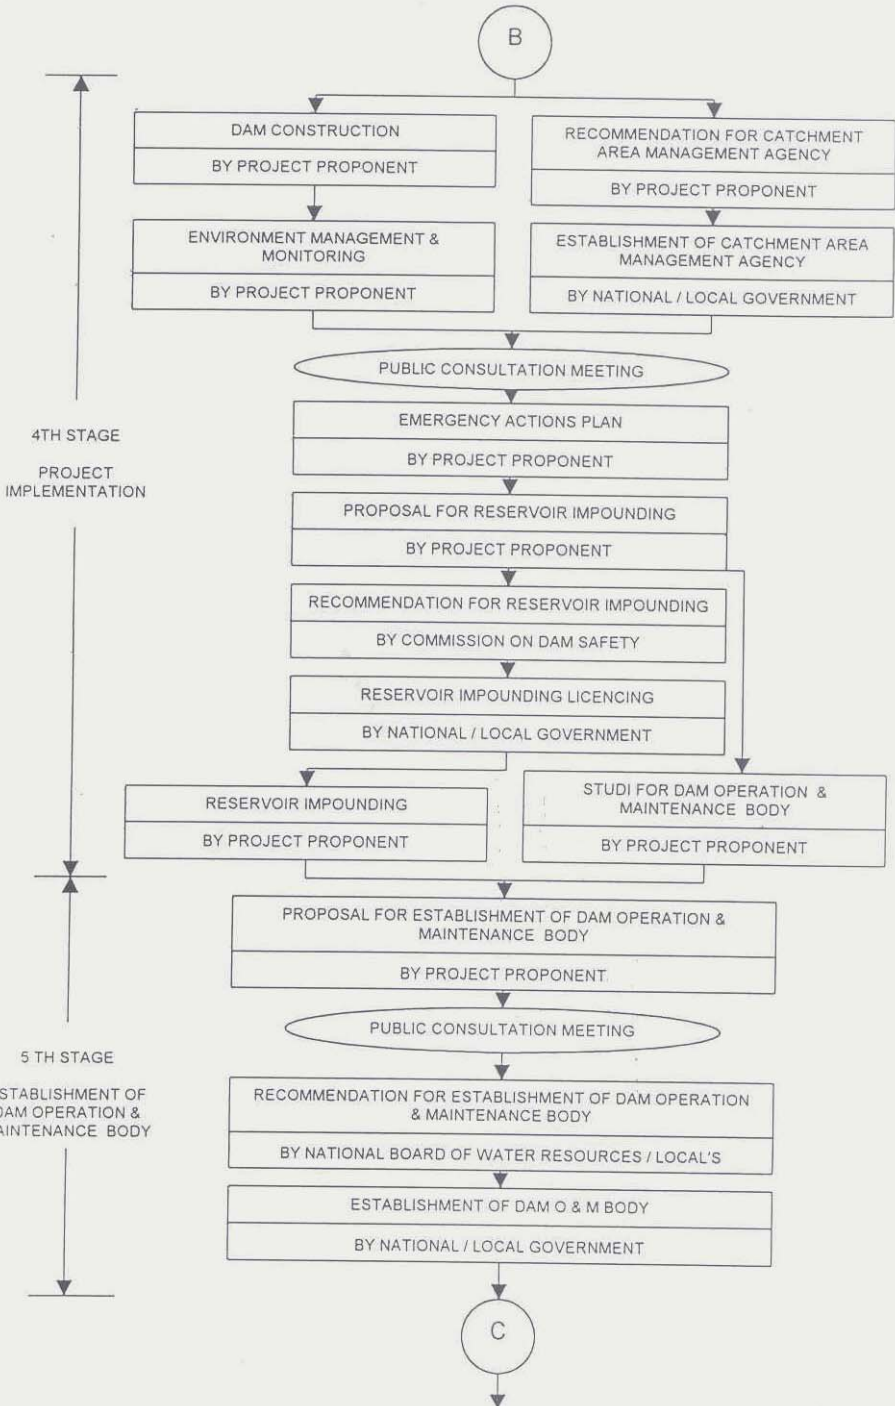 B
DAM CONSTRUCTION
BY PROJECT PROPONENT
RECOMMENDATION FOR CATCHMENT
AREA MANAGEMENT AGENCY
BY PROJECT PROPONENT
ENVIRONMENT MANAGEMENT &
MONITORING
BY PROJECT PROPONENT
ESTABLISHMENT OF CATCHMENT AREA
MANAGEMENT AGENCY
BY NATIONAL / LOCAL GOVERNMENT
PUBLIC CONSULTATION MEETING
EMERGENCY ACTIONS PLAN
BY PROJECT PROPONENT
4TH STAGE
PROJECT
IMPLEMENTATION
PROPOSAL FOR RESERVOIR IMPOUNDING
BY PROJECT PROPONENT
RECOMMENDATION FOR RESERVOIR IMPOUNDING
BY COMMISSION ON DAM SAFETY
RESERVOIR IMPOUNDING LICENCING
BY NATIONAL / LOCAL GOVERNMENT
RESERVOIR IMPOUNDING
BY PROJECT PROPONENT
STUDI FOR DAM OPERATION &
MAINTENANCE BODY
BY PROJECT PROPONENT
PROPOSAL FOR ESTABLISHMENT OF DAM OPERATION &
MAINTENANCE BODY
BY PROJECT PROPONENT
PUBLIC CONSULTATION MEETING
5 TH STAGE
STABLISHMENT OF
DAM OPERATION &
AINTENANCE BODY
RECOMMENDATION FOR ESTABLISHMENT OF DAM OPERATION
& MAINTENANCE BODY
BY NATIONAL BOARD OF WATER RESOURCES / LOCAL'S
ESTABLISHMENT OF DAM O & M BODY
BY NATIONAL / LOCAL GOVERNMENT
C